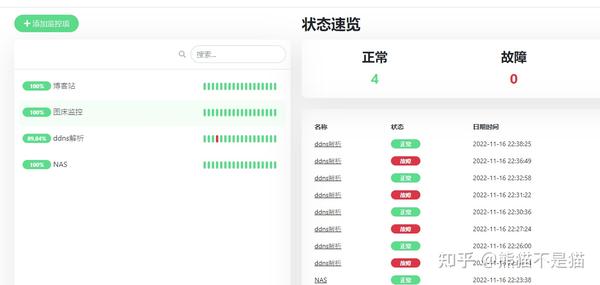 + 添加监控项
搜索...
100% 博客站
100% 图床监控
99.84% ddns解析
100% NAS
状态速览
正常 故障
4 0
名称 状态 日期时间
ddns解析 正常 2022-11-16 22:38:25
ddns解析 故障 2022-11-16 22:36:49
ddns解析 正常 2022-11-16 22:32:58
ddns解析 故障 2022-11-16 22:31:22
ddns解析 正常 2022-11-16 22:30:36
ddns解析 故障 2022-11-16 22:27:24
ddns解析 正常 2022-11-16 22:26:00
ddns解析 故障 2022-11-16
NAS 正常 2022-11-16 22:23:38
知乎 @熊猫不是猫